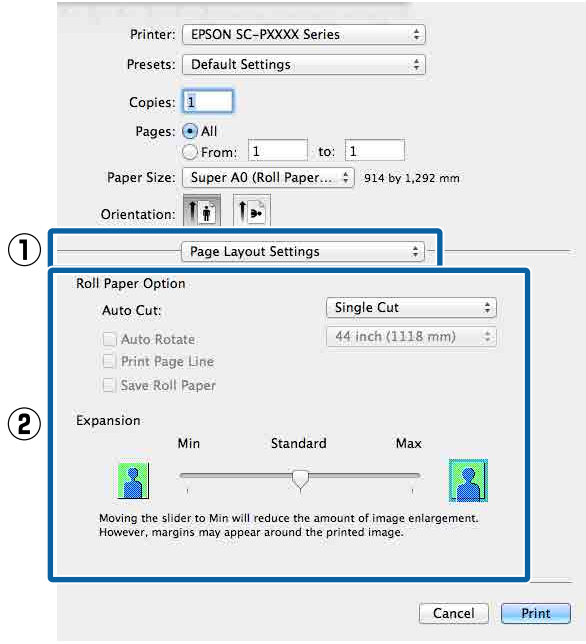 Printer: EPSON SC-PXXXX Series
Presets: Default Settings
Copies: 1
Pages: All
From: 1 to: 1
Paper Size: Super A0 (Roll Paper... 914 by 1,292 mm
Orientation:
① Page Layout Settings
Roll Paper Option
Auto Cut: Single Cut
Auto Rotate 44 inch (1118 mm)
Print Page Line
Save Roll Paper
②
Expansion
Min Standard Max
Moving the slider to Min will reduce the amount of image enlargement.
However, margins may appear around the printed image.
Cancel Print